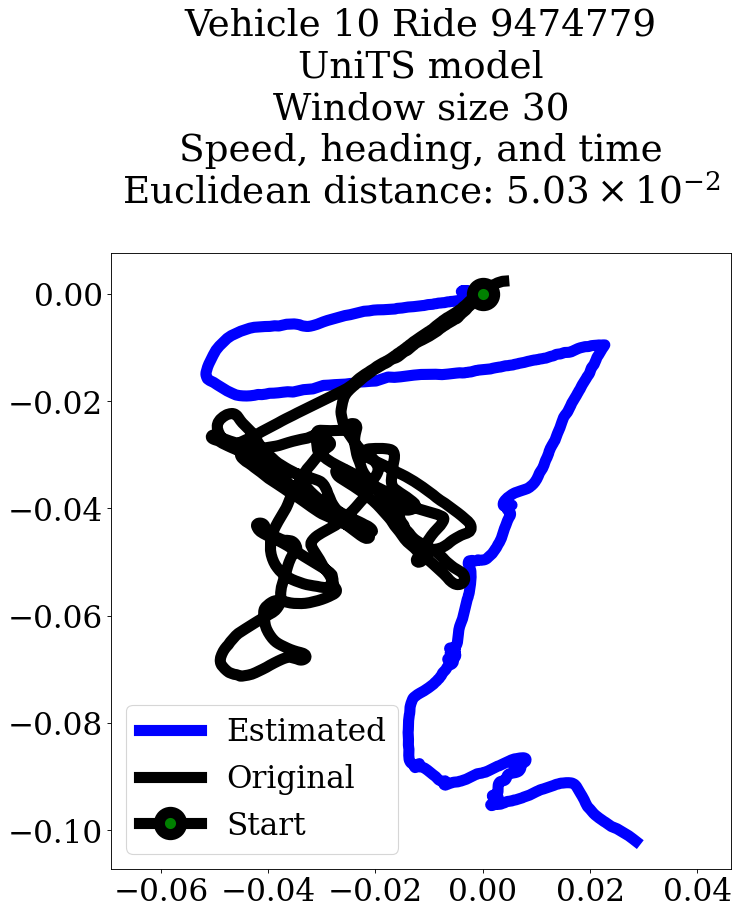 Vehicle 10 Ride 9474779
UniTS model
Window size 30
Speed, heading, and time
Euclidean distance: 5.03 × 10⁻²
0.00
−0.02
−0.04
−0.06
−0.08
−0.10
Estimated
Original
Start
−0.06 −0.04 −0.02 0.00 0.02 0.04